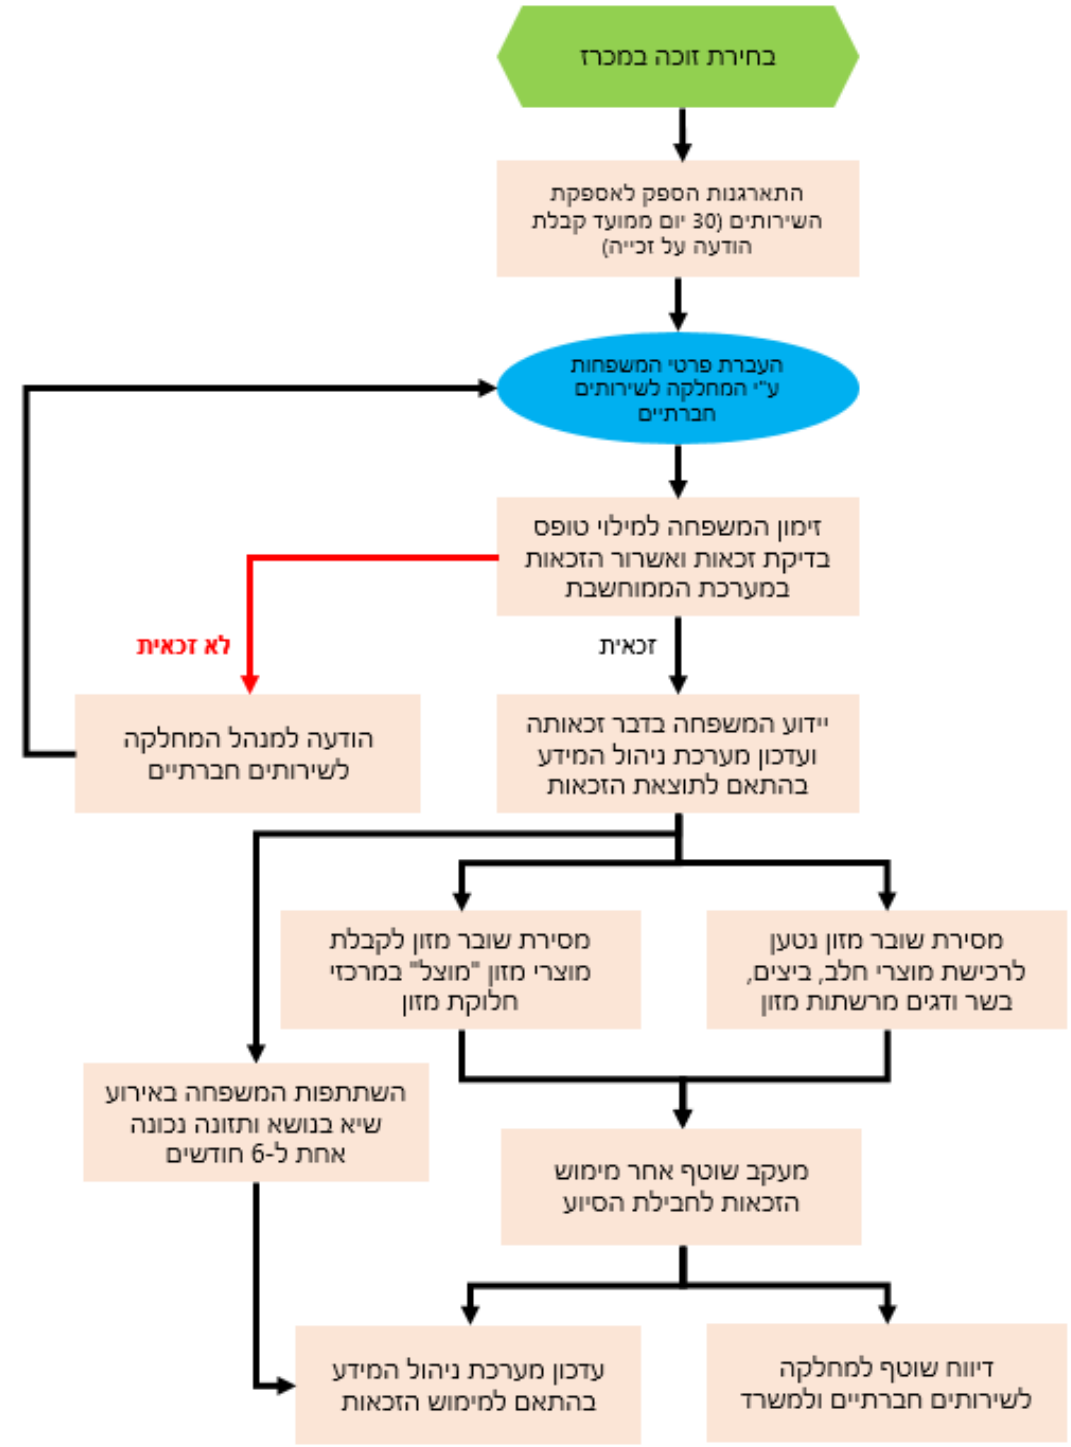 בחירת זוכה במכרז
התארגנות הספק לאספקת
השירותים (30 יום ממועד קבלת
הודעה על זכייה)
העברת פרטי המשפחות
ע"י המחלקה לשירותים
חברתיים
זימון המשפחה למילוי טופס
בדיקת זכאות ואשרור הזכאות
במערכת הממוחשבת
זכאית
לא זכאית
יידוע המשפחה בדבר זכאותה
ועדכון מערכת ניהול המידע
בהתאם לתוצאת הזכאות
הודעה למנהל המחלקה
לשירותים חברתיים
מסירת שובר מזון נטען
לרכישת מוצרי חלב, ביצים,
בשר ודגים מרשתות מזון
מסירת שובר מזון לקבלת
מוצרי מזון "מוצל" במרכזי
חלוקת מזון
השתתפות המשפחה באירוע
שיא בנושא ותזונה נכונה
אחת ל-6 חודשים
מעקב שוטף אחר מימוש
הזכאות לחבילת הסיוע
דיווח שוטף למחלקה
לשירותים חברתיים ולמשרד
עדכון מערכת ניהול המידע
בהתאם למימוש הזכאות